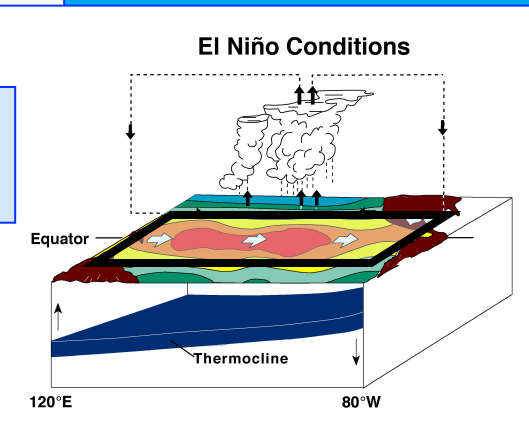 El Niño Conditions
Equator
Thermocline
120°E
80°W